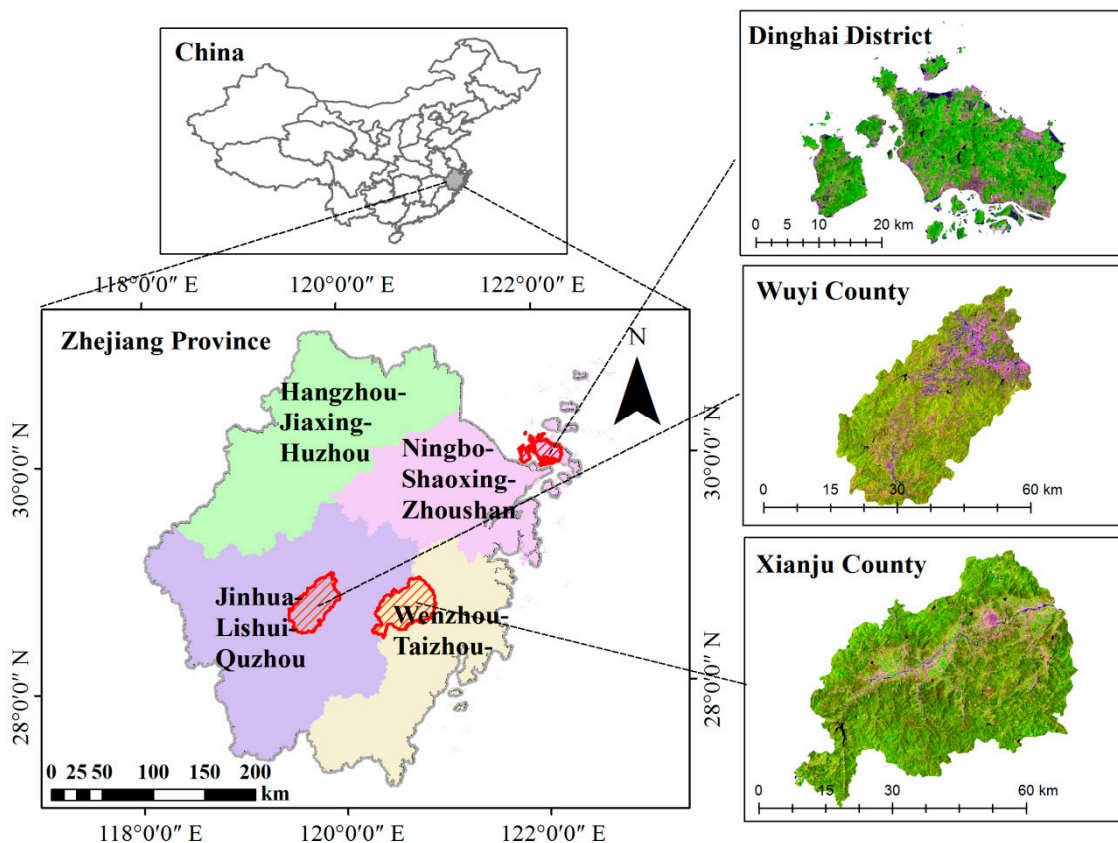 China
118°0′0″ E
120°0′0″ E
122°0′0″ E
Zhejiang Province
N
Hangzhou-
Jiaxing-
Huzhou
Ningbo-
Shaoxing-
Zhoushan
Jinhua-
Lishui-
Quzhou
Wenzhou-
Taizhou-
30°0′0″ N
28°0′0″ N
30°0′0″ N
28°0′0″ N
0 25 50 100 150 200
km
118°0′0″ E
120°0′0″ E
122°0′0″ E
Dinghai District
0 5 10 20 km
Wuyi County
0 15 30 60 km
Xianju County
0 15 30 60 km